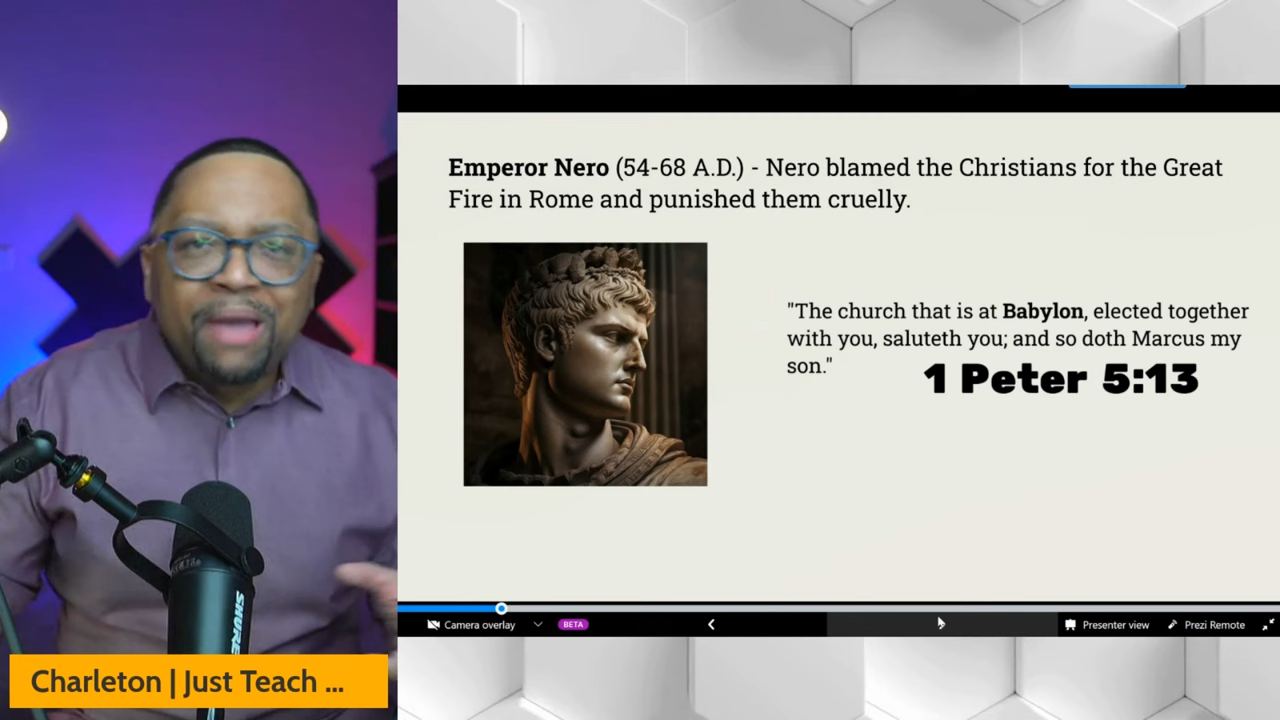 Emperor Nero (54-68 A.D.) - Nero blamed the Christians for the Great
Fire in Rome and punished them cruelly.
"The church that is at Babylon, elected together
with you, saluteth you; and so doth Marcus my
son."
1 Peter 5:13
Camera overlay
BETA
Presenter view
Prezi Remote
SHURE
Charleton | Just Teach ...